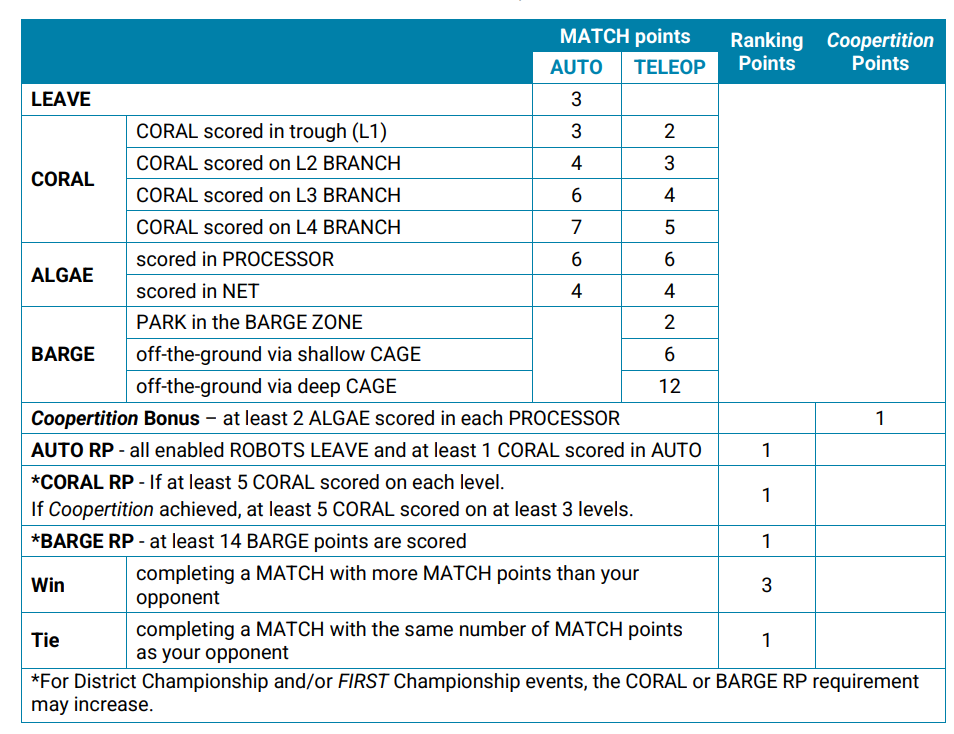 MATCH points
Ranking Points
Coopertition Points
AUTO
TELEOP
LEAVE 3
CORAL
CORAL scored in trough (L1) 3 2
CORAL scored on L2 BRANCH 4 3
CORAL scored on L3 BRANCH 6 4
CORAL scored on L4 BRANCH 7 5
ALGAE
scored in PROCESSOR 6 6
scored in NET 4 4
BARGE
PARK in the BARGE ZONE 2
off-the-ground via shallow CAGE 6
off-the-ground via deep CAGE 12
Coopertition Bonus – at least 2 ALGAE scored in each PROCESSOR 1
AUTO RP - all enabled ROBOTS LEAVE and at least 1 CORAL scored in AUTO 1
*CORAL RP - If at least 5 CORAL scored on each level.
If Coopertition achieved, at least 5 CORAL scored on at least 3 levels. 1
*BARGE RP - at least 14 BARGE points are scored 1
Win
completing a MATCH with more MATCH points than your
opponent
3
Tie
completing a MATCH with the same number of MATCH points
as your opponent
1
*For District Championship and/or FIRST Championship events, the CORAL or BARGE RP requirement
may increase.